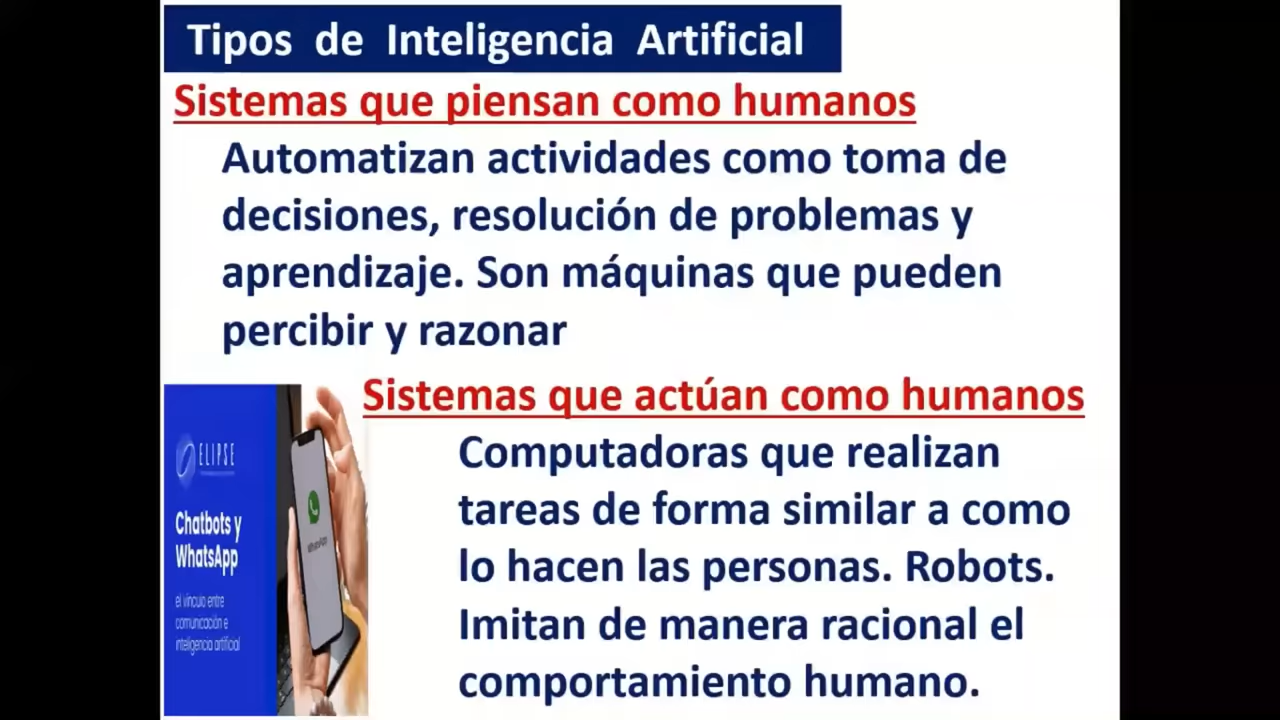 Tipos de Inteligencia Artificial
Sistemas que piensan como humanos
Automatizan actividades como toma de
decisiones, resolución de problemas y
aprendizaje. Son máquinas que pueden
percibir y razonar
Sistemas que actúan como humanos
Computadoras que realizan
tareas de forma similar a como
lo hacen las personas. Robots.
Imitan de manera racional el
comportamiento humano.
ELIPSE
Chatbots y
WhatsApp
el vínculo entre
comunicación e
inteligencia artificial
WhatsApp